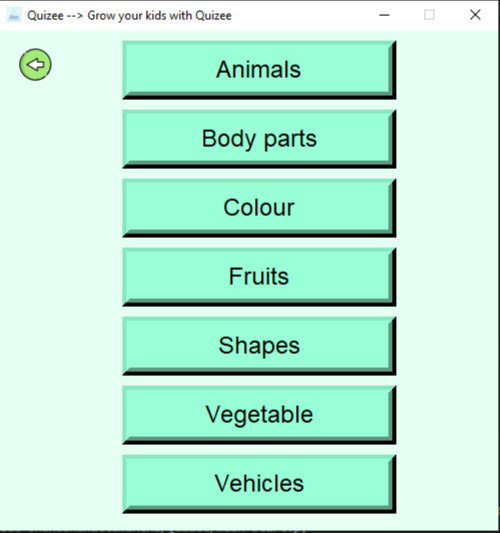 Quizee --> Grow your kids with Quizee
Animals
Body parts
Colour
Fruits
Shapes
Vegetable
Vehicles